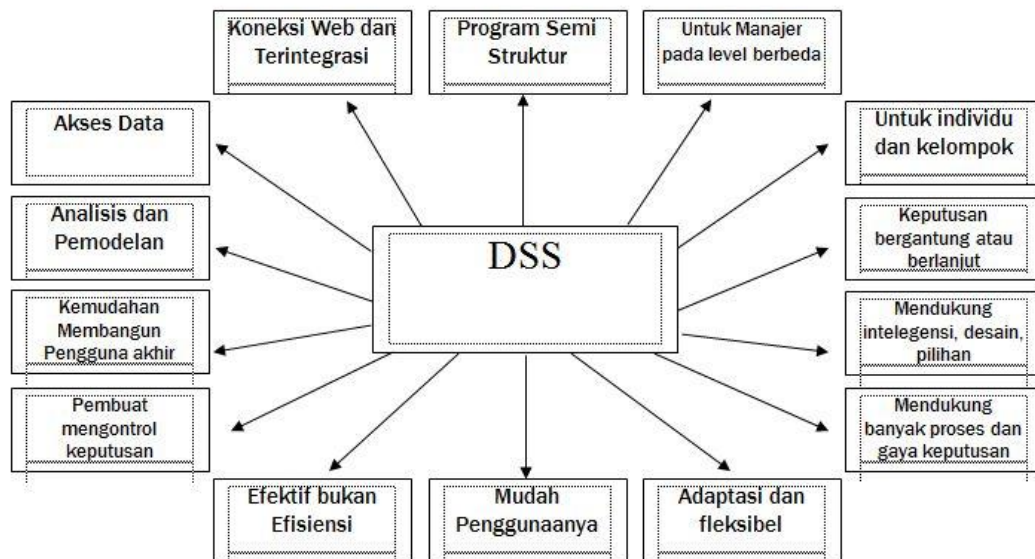 Koneksi Web dan
Terintegrasi
Program Semi
Struktur
Untuk Manajer
pada level berbeda
Akses Data
Untuk individu
dan kelompok
Analisis dan
Pemodelan
DSS
Keputusan
bergantung atau
berlanjut
Kemudahan
Membangun
Pengguna akhir
Mendukung
intelegensi, desain,
pilihan
Pembuat
mengontrol
keputusan
Mendukung
banyak proses dan
gaya keputusan
Efektif bukan
Efisiensi
Mudah
Penggunaanya
Adaptasi dan
fleksibel